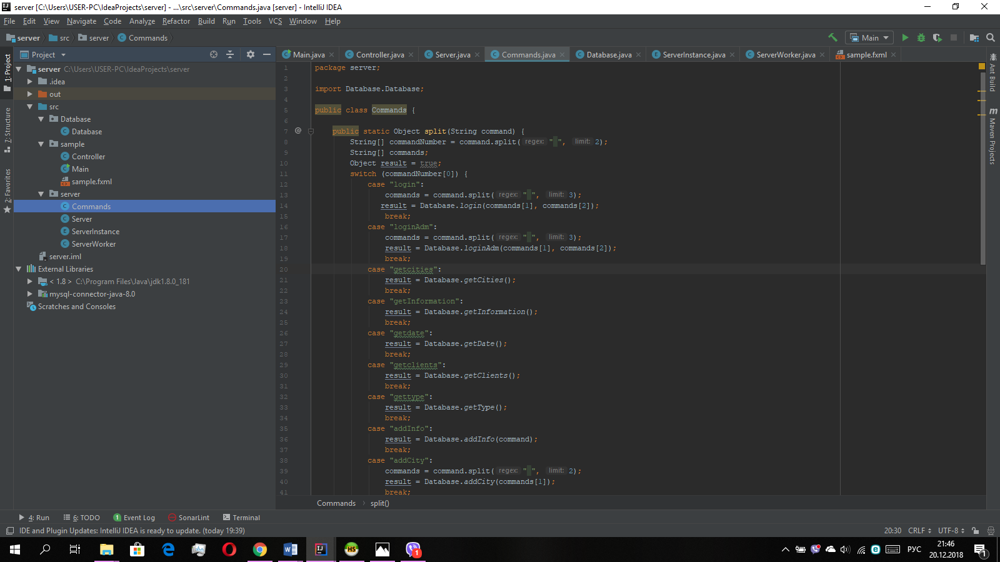 server [C:\Users\USER-PC\IdeaProjects\server] - ...\src\server\Commands.java [server] - IntelliJ IDEA
File Edit View Navigate Code Analyze Refactor Build Run Tools VCS Window Help
server src server Commands Main
Project
Main.java Controller.java Server.java Commands.java Database.java ServerInstance.java ServerWorker.java sample.fxml
1: Project
7: Structure
2: Favorites
server C:\Users\USER-PC\IdeaProjects\server
.idea
out
src
Database
Database
sample
Controller
Main
sample.fxml
server
Commands
Server
ServerInstance
ServerWorker
server.iml
External Libraries
< 1.8 > C:\Program Files\Java\jdk1.8.0_181
mysql-connector-java-8.0
Scratches and Consoles
1 package server;
2
3 import Database.Database;
4
5 public class Commands {
6
7 public static Object split(String command) {
8 String[] commandNumber = command.split( regex: " ", limit: 2);
9 String[] commands;
10 Object result = true;
11 switch (commandNumber[0]) {
12 case "login":
13 commands = command.split( regex: " ", limit: 3);
14 result = Database.login(commands[1], commands[2]);
15 break;
16 case "loginAdm":
17 commands = command.split( regex: " ", limit: 3);
18 result = Database.loginAdm(commands[1], commands[2]);
19 break;
20 case "getcities":
21 result = Database.getCities();
22 break;
23 case "getInformation":
24 result = Database.getInformation();
25 break;
26 case "getdate":
27 result = Database.getDate();
28 break;
29 case "getclients":
30 result = Database.getClients();
31 break;
32 case "gettype":
33 result = Database.getType();
34 break;
35 case "addInfo":
36 result = Database.addInfo(command);
37 break;
38 case "addCity":
39 commands = command.split( regex: " ", limit: 2);
40 result = Database.addCity(commands[1]);
41 break;
Ant Build
Maven Projects
Commands split()
4: Run 6: TODO 1 Event Log SonarLint Terminal
IDE and Plugin Updates: IntelliJ IDEA is ready to update. (today 19:39) 20:30 CRLF UTF-8
HS 1 РУС 21:46
20.12.2018 1